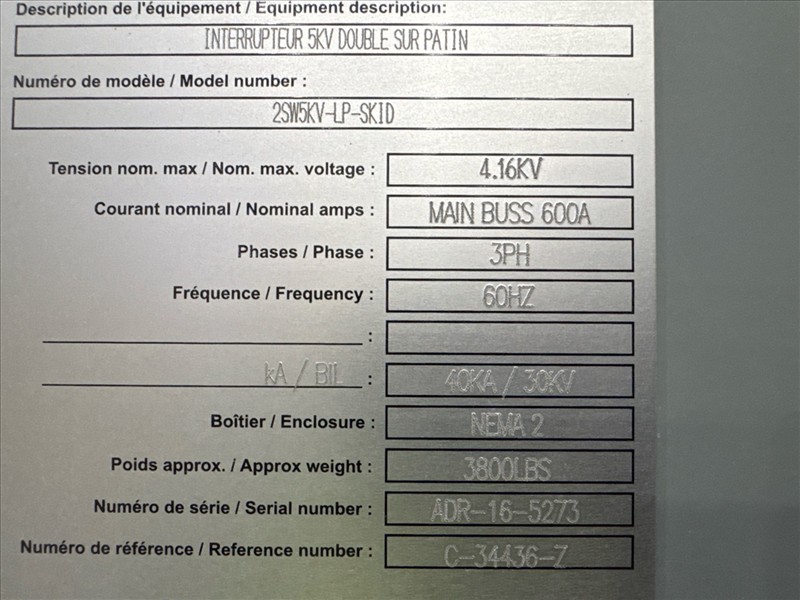 Description de l'équipement / Equipment description:
INTERRUPTEUR 5KV DOUBLE SUR PATIN
Numéro de modèle / Model number :
2SW5KV-LP-SKID
Tension nom. max / Nom. max. voltage : 4.16KV
Courant nominal / Nominal amps : MAIN BUSS 600A
Phases / Phase : 3PH
Fréquence / Frequency : 60HZ
:
kA / BIL : 40KA / 30KV
Boîtier / Enclosure : NEMA 2
Poids approx. / Approx weight : 3800LBS
Numéro de série / Serial number : ADR-16-5273
Numéro de référence / Reference number : C-34436-Z